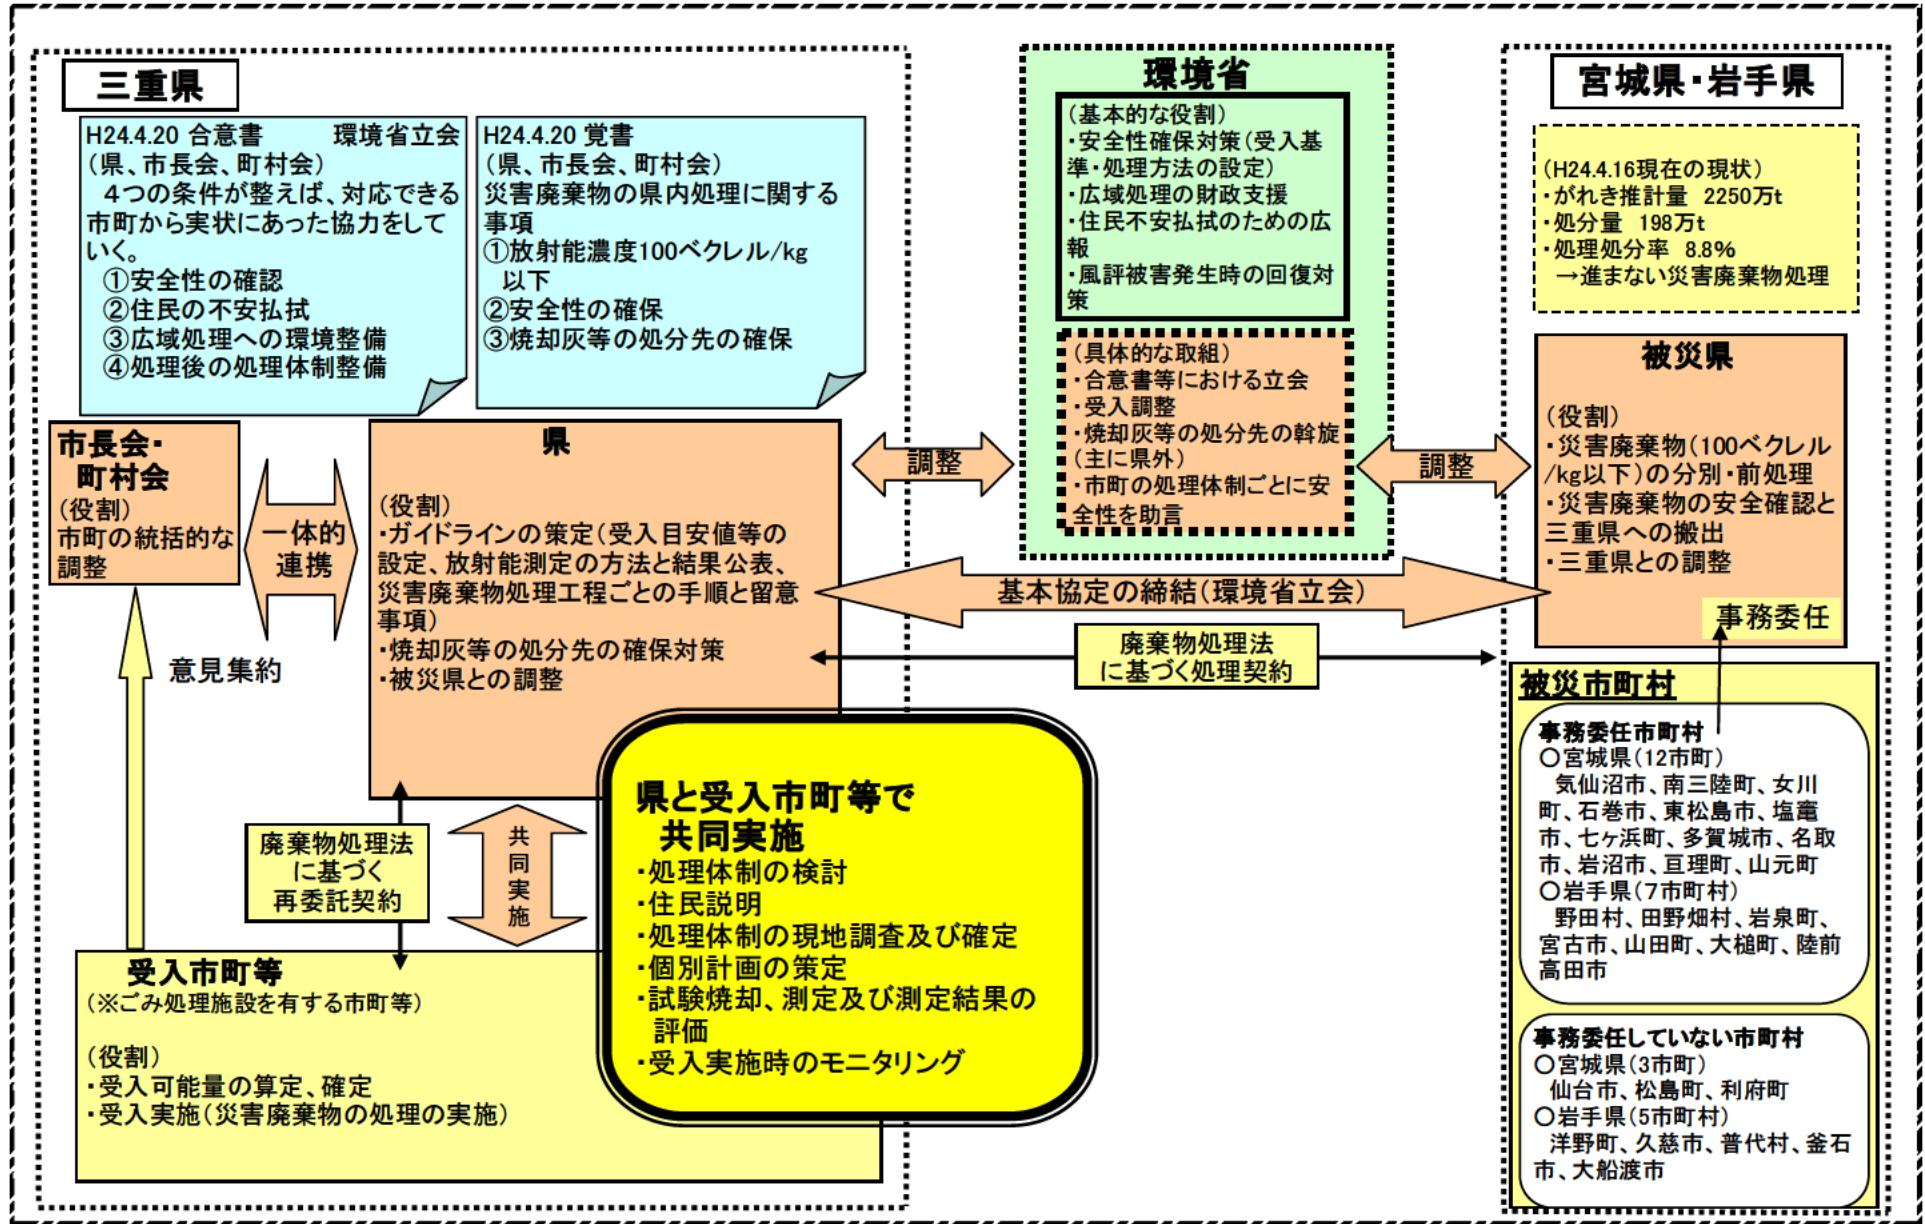 三重県
H24.4.20 合意書　　環境省立会
（県、市長会、町村会）
４つの条件が整えば、対応できる
市町から実状にあった協力をして
いく。
①安全性の確認
②住民の不安払拭
③広域処理への環境整備
④処理後の処理体制整備
H24.4.20 覚書
（県、市長会、町村会）
災害廃棄物の県内処理に関する
事項
①放射能濃度100ベクレル/kg
以下
②安全性の確保
③焼却灰等の処分先の確保
市長会・
町村会
（役割）
市町の統括的な
調整
一体的
連携
県
（役割）
・ガイドラインの策定（受入目安値等の
設定、放射能測定の方法と結果公表、
災害廃棄物処理工程ごとの手順と留意
事項）
・焼却灰等の処分先の確保対策
・被災県との調整
意見集約
廃棄物処理法
に基づく
再委託契約
共
同
実
施
県と受入市町等で
共同実施
・処理体制の検討
・住民説明
・処理体制の現地調査及び確定
・個別計画の策定
・試験焼却、測定及び測定結果の
評価
・受入実施時のモニタリング
受入市町等
（※ごみ処理施設を有する市町等）
（役割）
・受入可能量の算定、確定
・受入実施（災害廃棄物の処理の実施）
環境省
（基本的な役割）
・安全性確保対策（受入基
準・処理方法の設定）
・広域処理の財政支援
・住民不安払拭のための広
報
・風評被害発生時の回復対
策
（具体的な取組）
・合意書等における立会
・受入調整
・焼却灰等の処分先の斡旋
（主に県外）
・市町の処理体制ごとに安
全性を助言
調整
調整
基本協定の締結（環境省立会）
廃棄物処理法
に基づく処理契約
宮城県・岩手県
（H24.4.16現在の現状）
・がれき推計量　2250万t
・処分量　198万t
・処理処分率　8.8%
→進まない災害廃棄物処理
被災県
（役割）
・災害廃棄物（100ベクレル
/kg以下）の分別・前処理
・災害廃棄物の安全確認と
三重県への搬出
・三重県との調整
事務委任
被災市町村
事務委任市町村
○宮城県（12市町）
気仙沼市、南三陸町、女川
町、石巻市、東松島市、塩竈
市、七ヶ浜町、多賀城市、名取
市、岩沼市、亘理町、山元町
○岩手県（７市町村）
野田村、田野畑村、岩泉町、
宮古市、山田町、大槌町、陸前
高田市
事務委任していない市町村
○宮城県（3市町）
仙台市、松島町、利府町
○岩手県（5市町村）
洋野町、久慈市、普代村、釜石
市、大船渡市